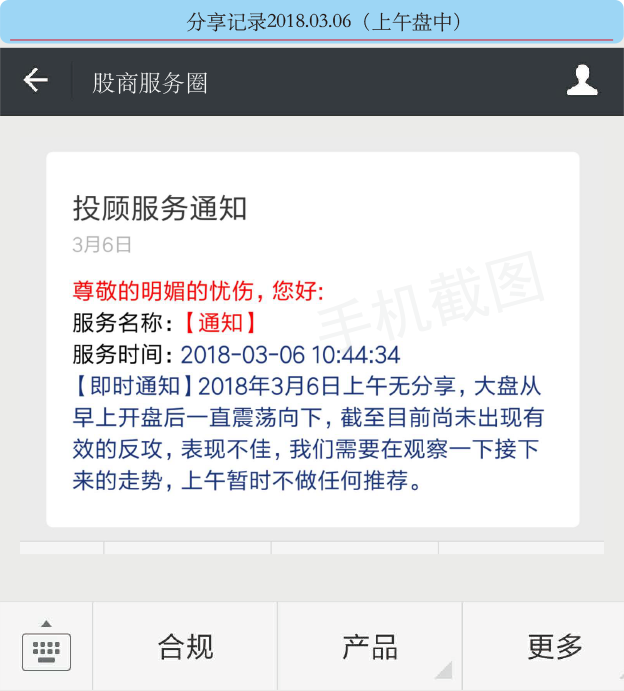 分享记录2018.03.06（上午盘中）
股商服务圈
投顾服务通知
3月6日
尊敬的明媚的忧伤，您好:
服务名称：【通知】
服务时间：2018-03-06 10:44:34
【即时通知】2018年3月6日上午无分享，大盘从
早上开盘后一直震荡向下，截至目前尚未出现有
效的反攻，表现不佳，我们需要在观察一下接下
来的走势，上午暂时不做任何推荐。
手机截图
合规
产品
更多